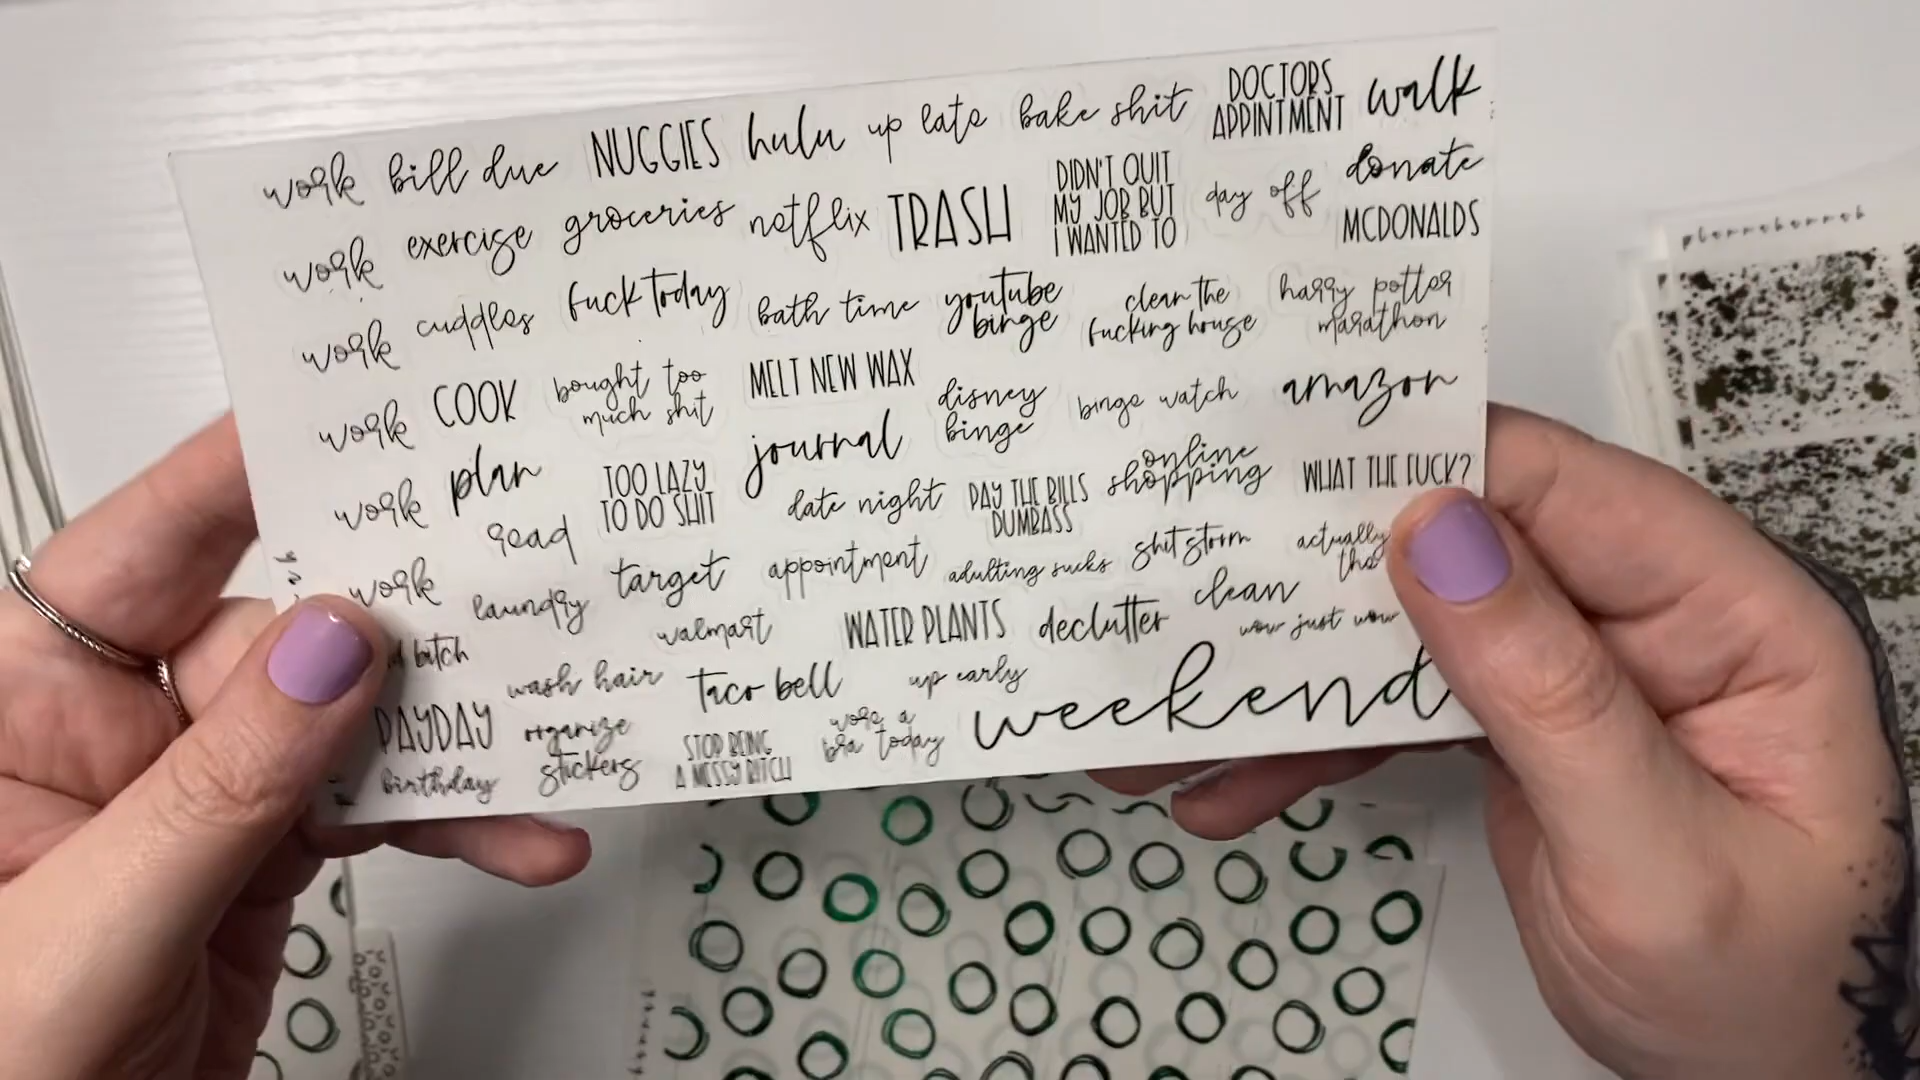 work bill due NUGGIES hulu up late bake shit DOCTORS APPINTMENT walk
work exercise groceries netflix TRASH DIDN'T QUIT MY JOB BUT I WANTED TO day off donate
MCDONALDS
work cuddles fuck today bath time youtube binge clean the fucking house harry potter marathon
work COOK bought too much shit MELT NEW WAX disney binge binge watch amazon
work plan TOO LAZY TO DO SHIT journal date night PAY THE BILLS DUMBASS online shopping WHAT THE FUCK?
read
work laundry target appointment adulting sucks shit storm actually
walmart WATER PLANTS declutter clean wow just wow
bitch wash hair taco bell up early weekend
PAYDAY organize stickers STOP BEING A MESSY BITCH wore a bra today
birthday